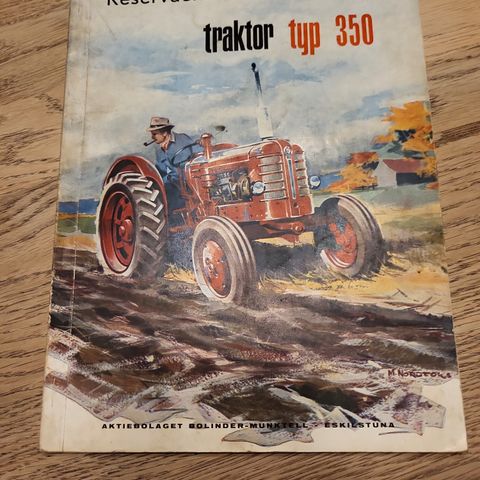 traktor typ 350
AKTIEBOLAGET BOLINDER-MUNKTELL - ESKILSTUNA